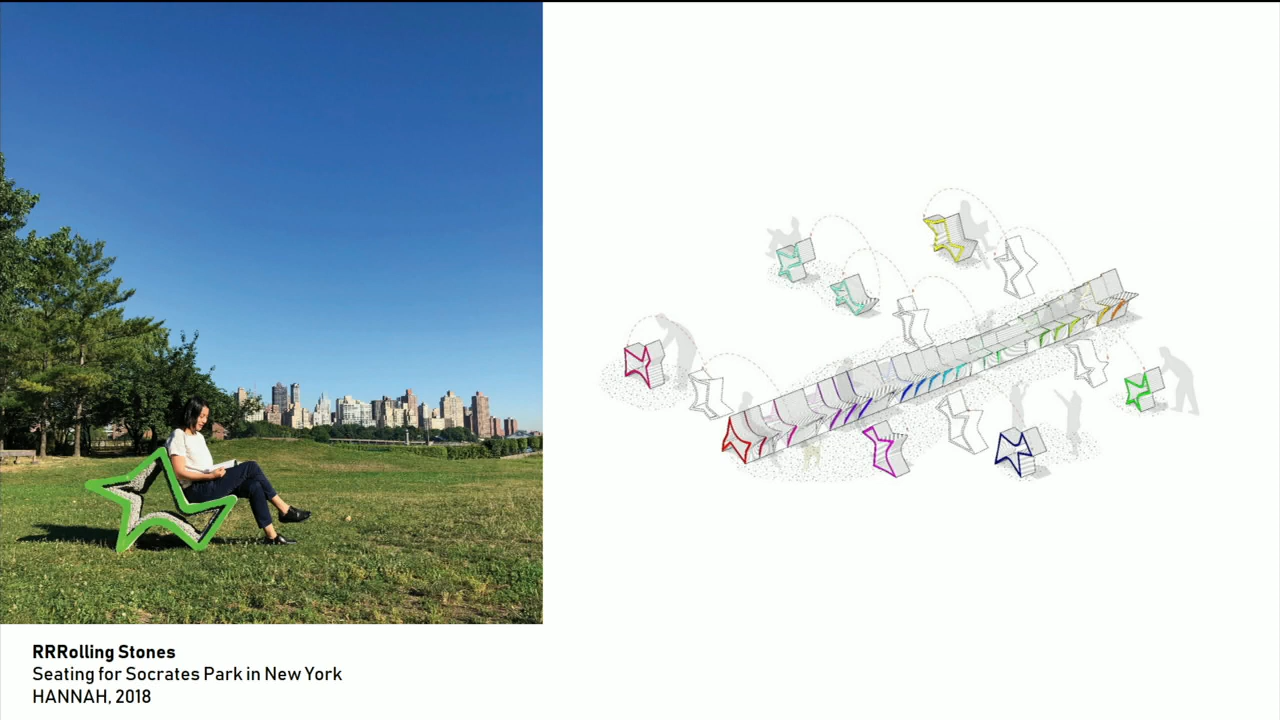 RRRolling Stones
Seating for Socrates Park in New York
HANNAH, 2018